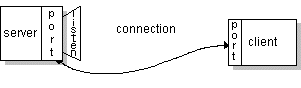 server
port
listen
connection
port
client